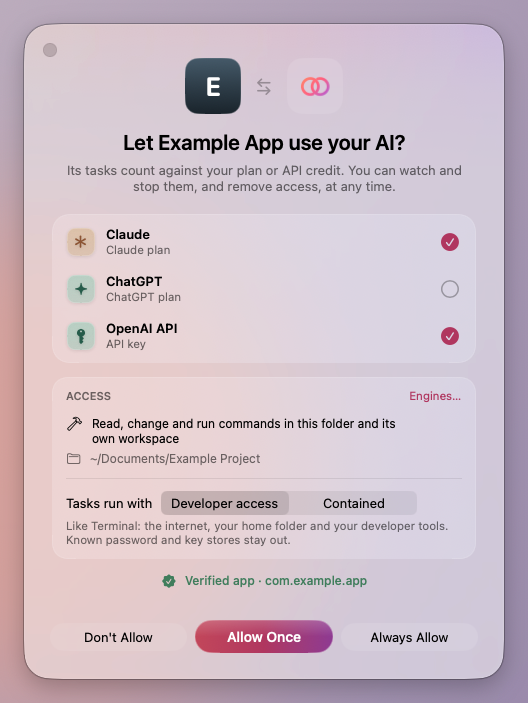 E
Let Example App use your AI?
Its tasks count against your plan or API credit. You can watch and
stop them, and remove access, at any time.
Claude
Claude plan
ChatGPT
ChatGPT plan
OpenAI API
API key
ACCESS
Engines...
Read, change and run commands in this folder and its
own workspace
~/Documents/Example Project
Tasks run with
Developer access
Contained
Like Terminal: the internet, your home folder and your developer tools.
Known password and key stores stay out.
Verified app · com.example.app
Don't Allow
Allow Once
Always Allow